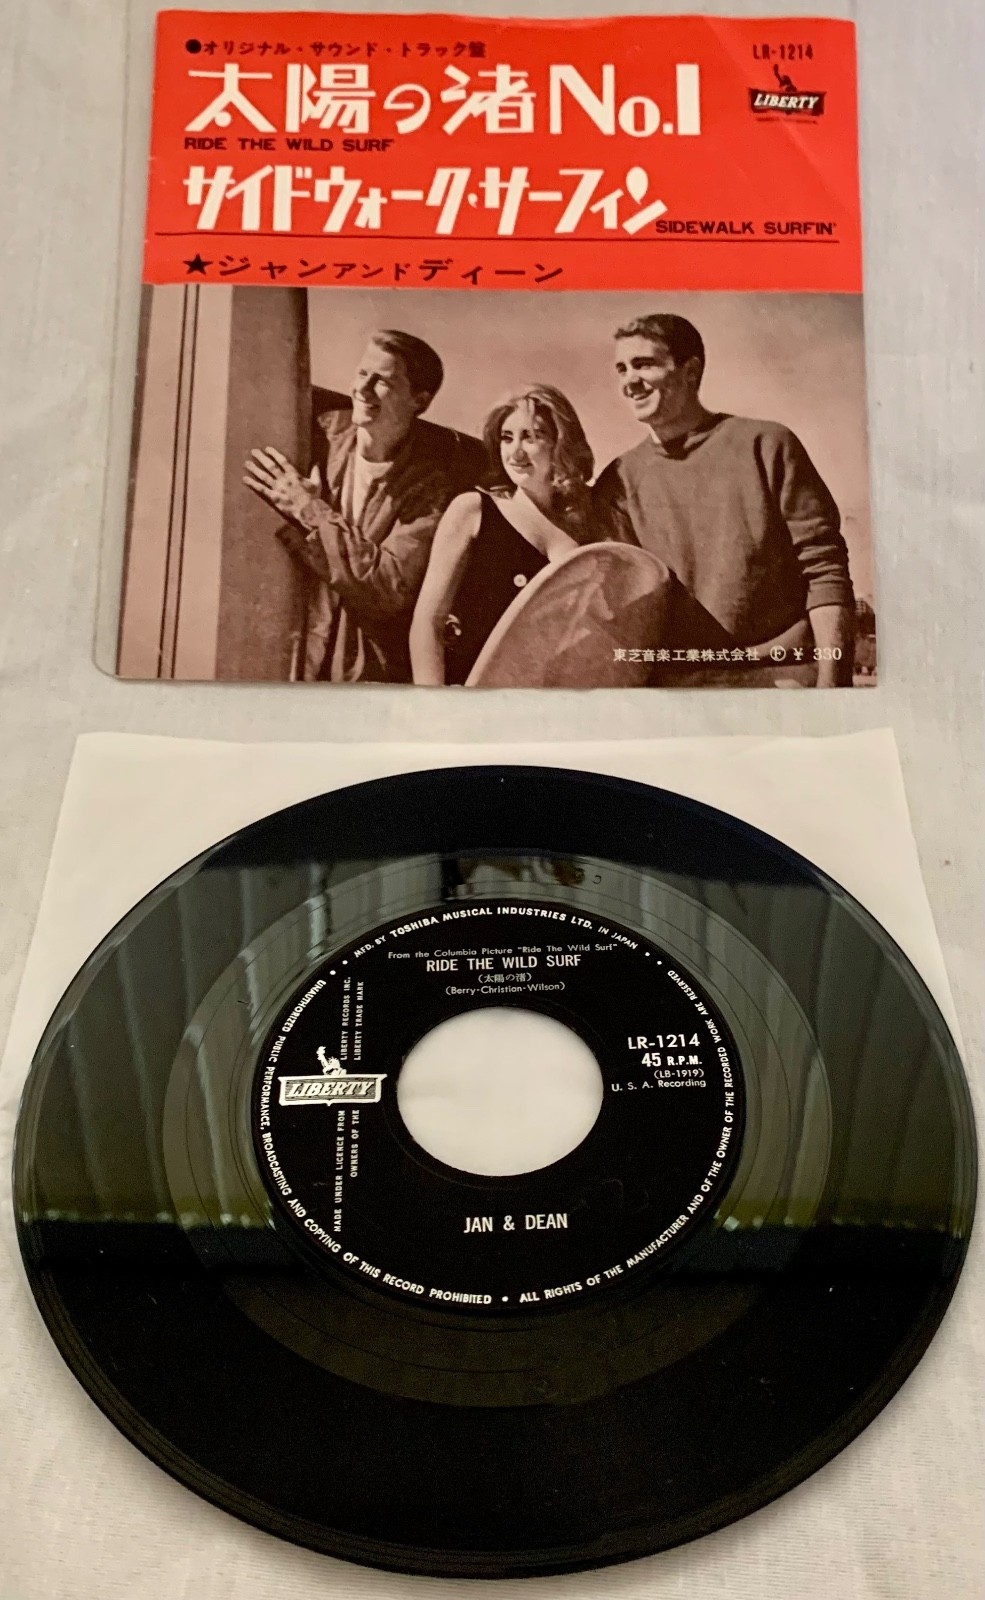 ●オリジナル・サウンド・トラック盤
LR-1214
太陽の渚No.1
LIBERTY
RIDE THE WILD SURF
サイドウォーク・サーフィン
SIDEWALK SURFIN'
★ジャンアンドディーン
東芝音楽工業株式会社 Ⓔ ¥ 330
MFD. BY TOSHIBA MUSICAL INDUSTRIES LTD. IN JAPAN
From the Columbia Picture "Ride The Wild Surf"
RIDE THE WILD SURF
(太陽の渚)
(Berry·Christian·Wilson)
LR-1214
45 R.P.M.
(LB-1919)
U. S. A. Recording
LIBERTY RECORDS INC.
LIBERTY TRADE MARK
LIBERTY
MADE UNDER LICENCE FROM
OWNERS OF THE
JAN & DEAN
UNAUTHORIZED PUBLIC PERFORMANCE, BROADCASTING AND COPYING OF THIS RECORD PROHIBITED • ALL RIGHTS OF THE MANUFACTURER AND OF THE OWNER OF THE RECORDED WORK ARE RESERVED